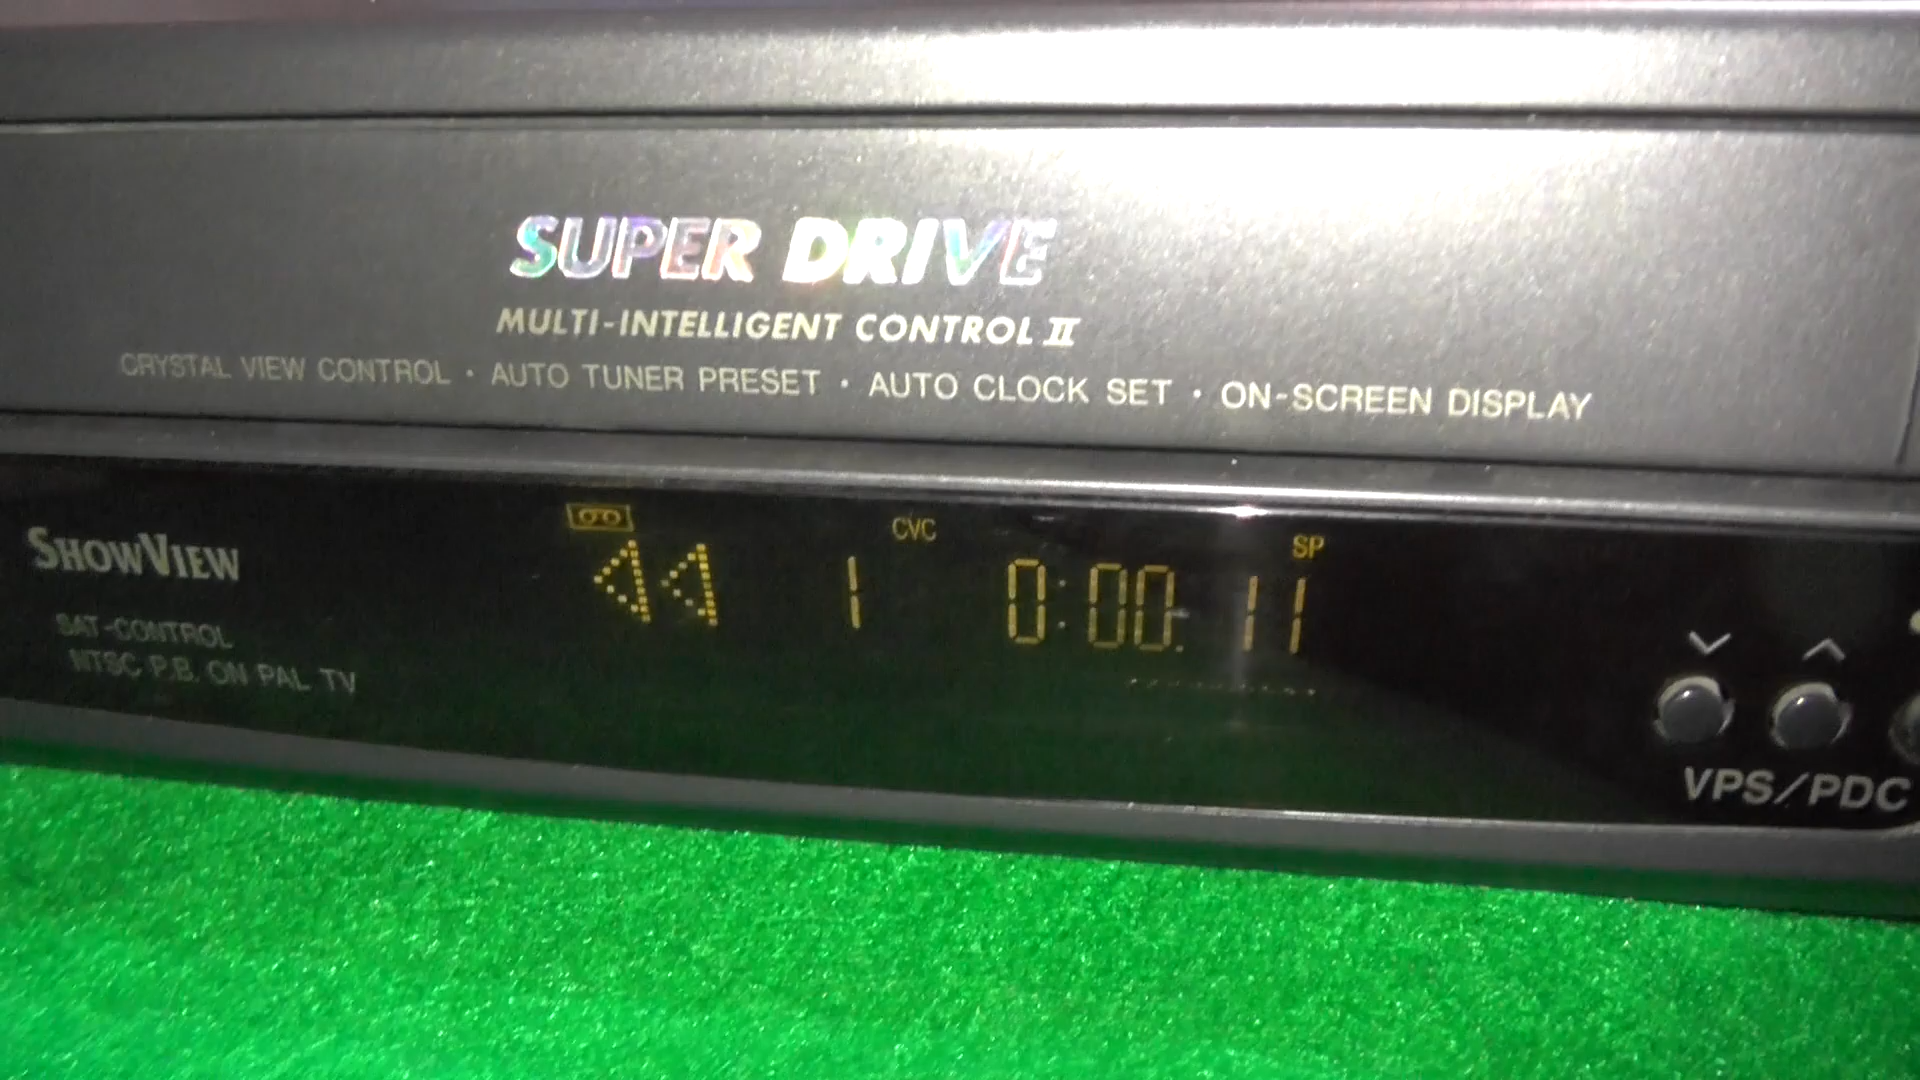 SUPER DRIVE
MULTI-INTELLIGENT CONTROL II
CRYSTAL VIEW CONTROL · AUTO TUNER PRESET · AUTO CLOCK SET · ON-SCREEN DISPLAY
SHOWVIEW
SAT-CONTROL
NTSC P.B. ON PAL TV
CVC
SP
1 0:00. 11
VPS/PDC